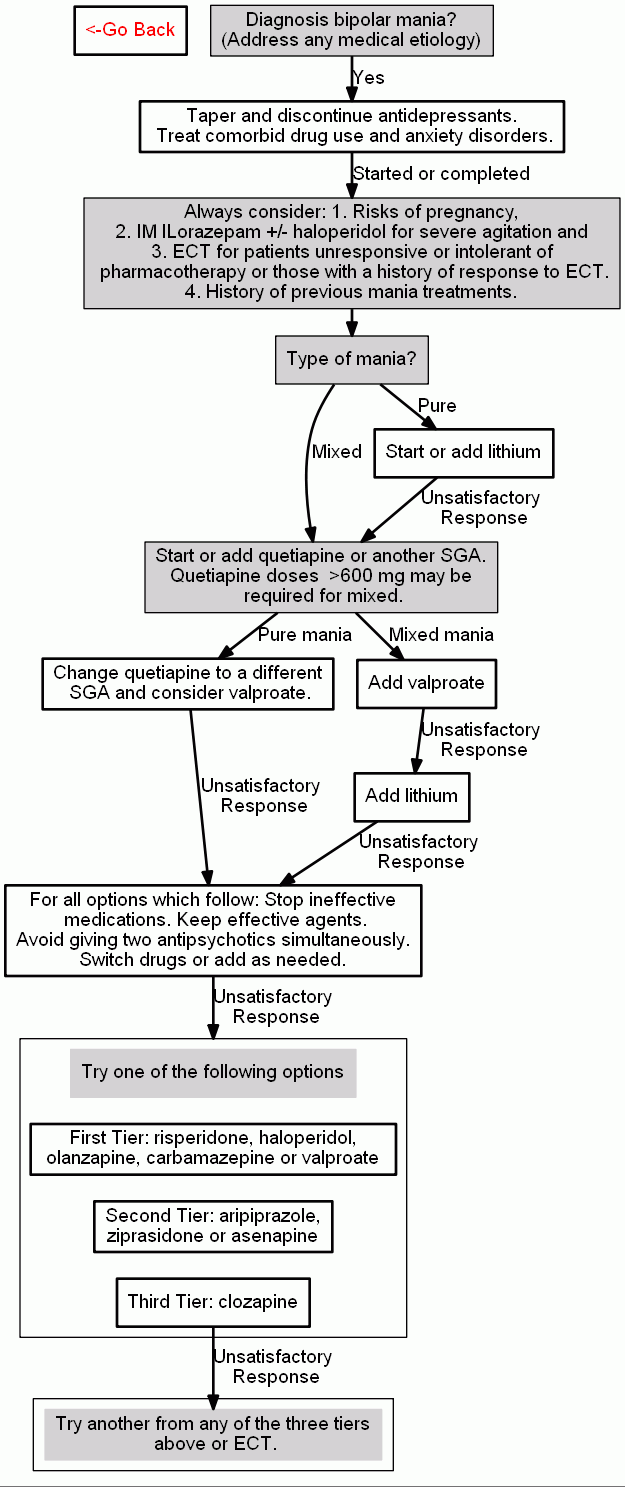 <-Go Back
Diagnosis bipolar mania?
(Address any medical etiology)
Yes
Taper and discontinue antidepressants.
Treat comorbid drug use and anxiety disorders.
Started or completed
Always consider: 1. Risks of pregnancy,
2. IM lLorazepam +/- haloperidol for severe agitation and
3. ECT for patients unresponsive or intolerant of
pharmacotherapy or those with a history of response to ECT.
4. History of previous mania treatments.
Type of mania?
Pure
Mixed
Start or add lithium
Unsatisfactory
Response
Start or add quetiapine or another SGA.
Quetiapine doses  >600 mg may be
required for mixed.
Pure mania
Mixed mania
Change quetiapine to a different
SGA and consider valproate.
Add valproate
Unsatisfactory
Response
Add lithium
Unsatisfactory
Response
Unsatisfactory
Response
For all options which follow: Stop ineffective
medications. Keep effective agents.
Avoid giving two antipsychotics simultaneously.
Switch drugs or add as needed.
Unsatisfactory
Response
Try one of the following options
First Tier: risperidone, haloperidol,
olanzapine, carbamazepine or valproate
Second Tier: aripiprazole,
ziprasidone or asenapine
Third Tier: clozapine
Unsatisfactory
Response
Try another from any of the three tiers
above or ECT.